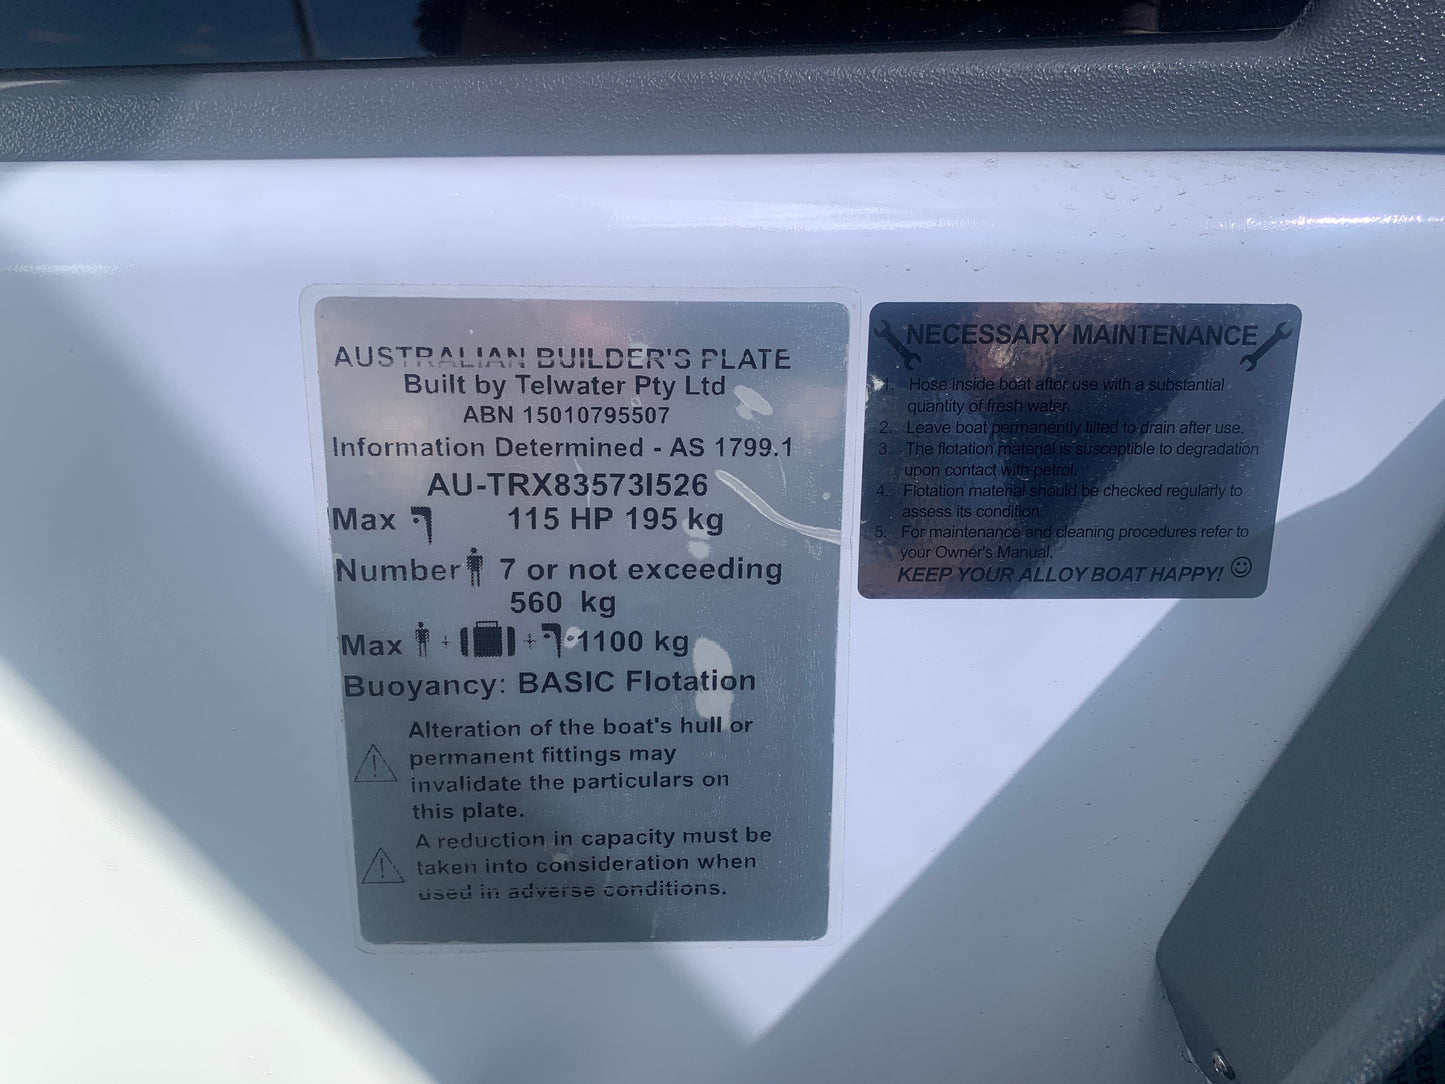 AUSTRALIAN BUILDER'S PLATE
Built by Telwater Pty Ltd
ABN 15010795507
Information Determined - AS 1799.1
AU-TRX83573I526
Max 115 HP 195 kg
Number 7 or not exceeding
560 kg
Max + + 1100 kg
Buoyancy: BASIC Flotation
Alteration of the boat's hull or
permanent fittings may
invalidate the particulars on
this plate.
A reduction in capacity must be
taken into consideration when
used in adverse conditions.
NECESSARY MAINTENANCE
1. Hose inside boat after use with a substantial
quantity of fresh water.
2. Leave boat permanently tilted to drain after use.
3. The flotation material is susceptible to degradation
upon contact with petrol.
4. Flotation material should be checked regularly to
assess its condition.
5. For maintenance and cleaning procedures refer to
your Owner's Manual.
KEEP YOUR ALLOY BOAT HAPPY!